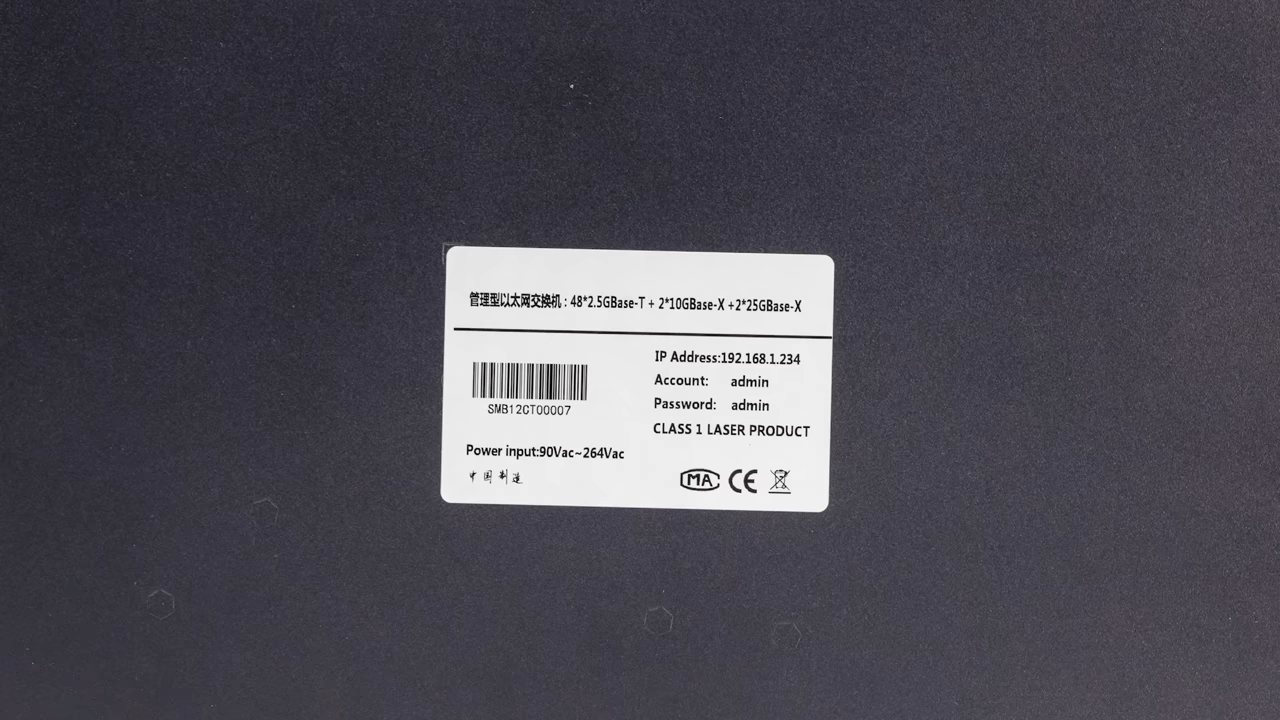 管理型以太网交换机 : 48*2.5GBase-T + 2*10GBase-X +2*25GBase-X
IP Address:192.168.1.234
Account: admin
Password: admin
CLASS 1 LASER PRODUCT
SMB12CT00007
Power input:90Vac~264Vac
中国制造
MA CE